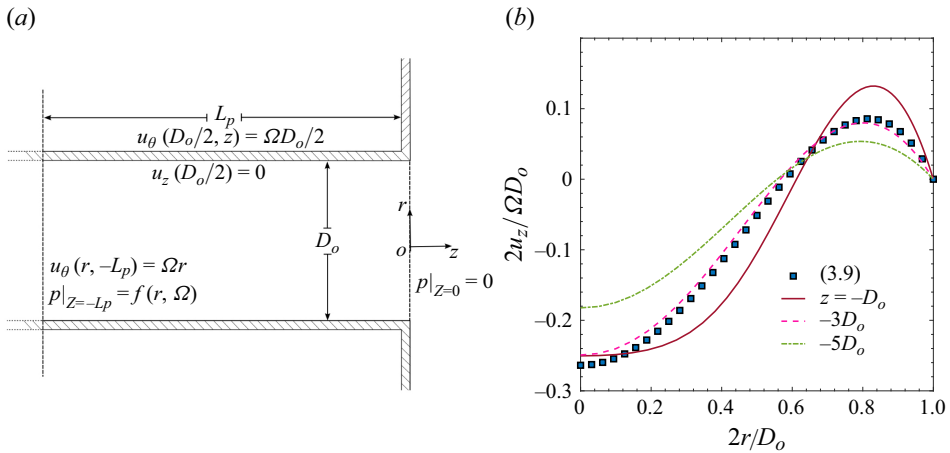 (a)
L_p
u_θ (D_o/2, z) = ΩD_o/2
u_z (D_o/2) = 0
r
D_o
o
z
u_θ (r, −L_p) = Ωr
p|_{Z=−Lp} = f(r, Ω)
p|_{Z=0} = 0
(b)
0.1
0
−0.1
−0.2
−0.3
2u_z/ΩD_o
(3.9)
z = −D_o
−3D_o
−5D_o
0 0.2 0.4 0.6 0.8 1.0
2r/D_o